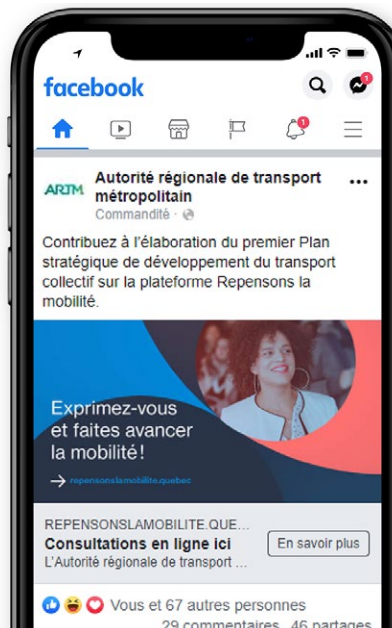 facebook
1
1
ARTM
Autorité régionale de transport
métropolitain
Commandité
Contribuez à l'élaboration du premier Plan
stratégique de développement du transport
collectif sur la plateforme Repensons la
mobilité.
Exprimez-vous
et faites avancer
la mobilité!
→ repensonslamobilite.quebec
REPENSONSLAMOBILITE.QUE...
Consultations en ligne ici
L'Autorité régionale de transport ...
En savoir plus
Vous et 67 autres personnes
29 commentaires 46 partages